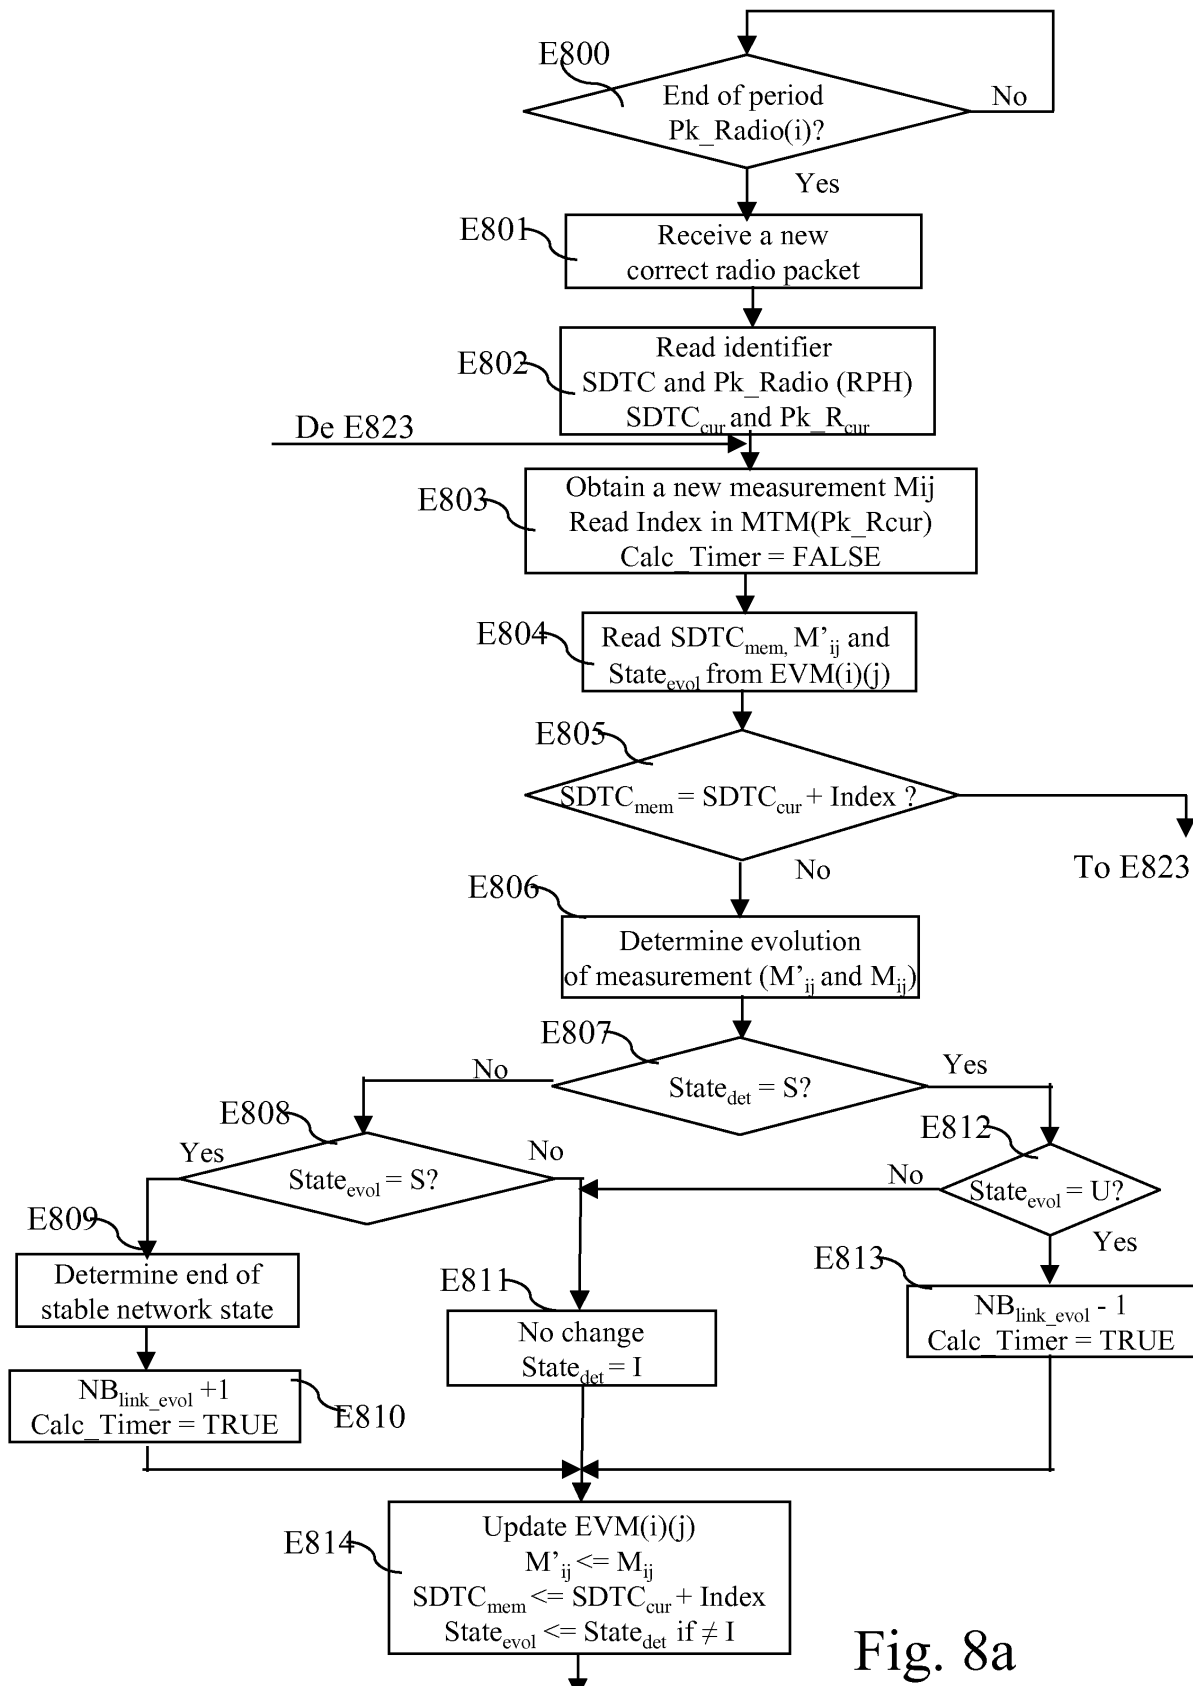 E800
End of period
Pk_Radio(i)?
No
Yes
E801
Receive a new
correct radio packet
E802
Read identifier
SDTC and Pk_Radio (RPH)
SDTCcur and Pk_Rcur
De E823
E803
Obtain a new measurement Mij
Read Index in MTM(Pk_Rcur)
Calc_Timer = FALSE
E804
Read SDTCmem, M’ij and
Stateevol from EVM(i)(j)
E805
SDTCmem = SDTCcur + Index ?
No
To E823
E806
Determine evolution
of measurement (M’ij and Mij)
E807
No
Statedet = S?
Yes
E808
Yes
Stateevol = S?
No
E812
No
Stateevol = U?
Yes
E809
Determine end of
stable network state
E811
No change
Statedet = I
E813
NBlink_evol - 1
Calc_Timer = TRUE
NBlink_evol +1
Calc_Timer = TRUE
E810
E814
Update EVM(i)(j)
M’ij <= Mij
SDTCmem <= SDTCcur + Index
Stateevol <= Statedet if ≠ I
Fig. 8a